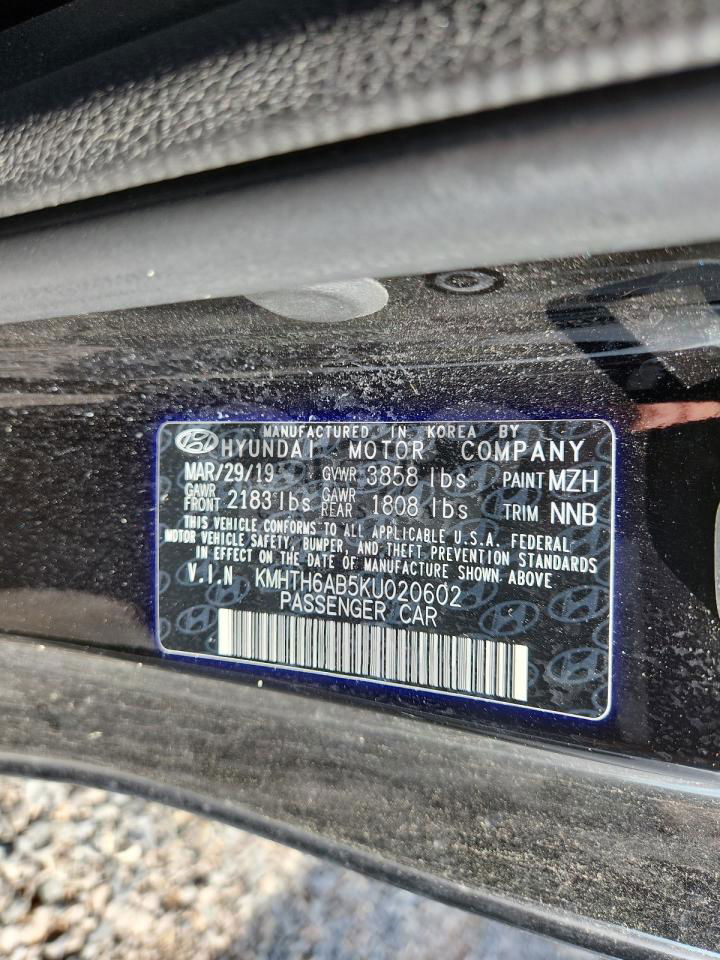 MANUFACTURED IN KOREA BY
HYUNDAI MOTOR COMPANY
MAR/29/19 GVWR 3858 lbs PAINT MZH
GAWR FRONT 2183 lbs GAWR REAR 1808 lbs TRIM NNB
THIS VEHICLE CONFORMS TO ALL APPLICABLE U.S.A. FEDERAL
MOTOR VEHICLE SAFETY, BUMPER, AND THEFT PREVENTION STANDARDS
IN EFFECT ON THE DATE OF MANUFACTURE SHOWN ABOVE.
V.I.N KMHTH6AB5KU020602
PASSENGER CAR